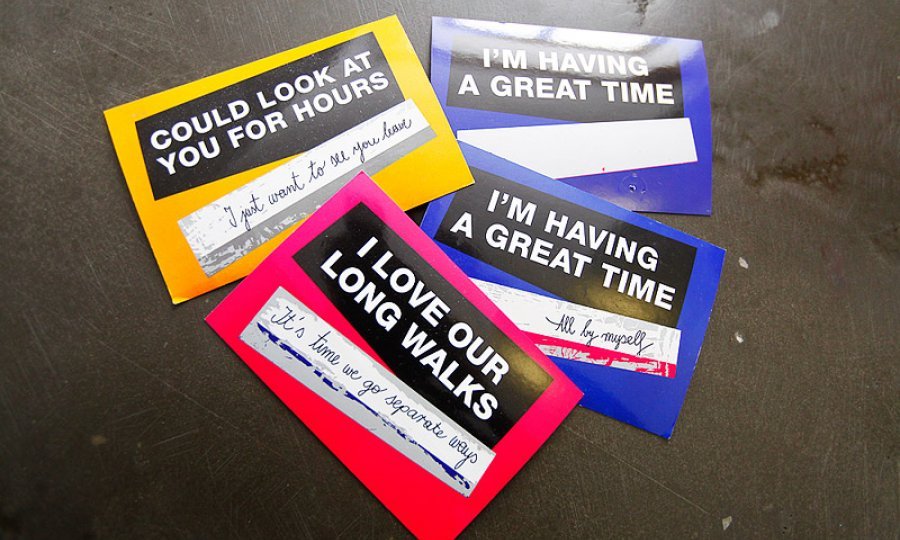 COULD LOOK AT
YOU FOR HOURS
I just want to see you leave
I'M HAVING
A GREAT TIME
I'M HAVING
A GREAT TIME
All by myself
I LOVE OUR
LONG WALKS
It's time we go separate ways